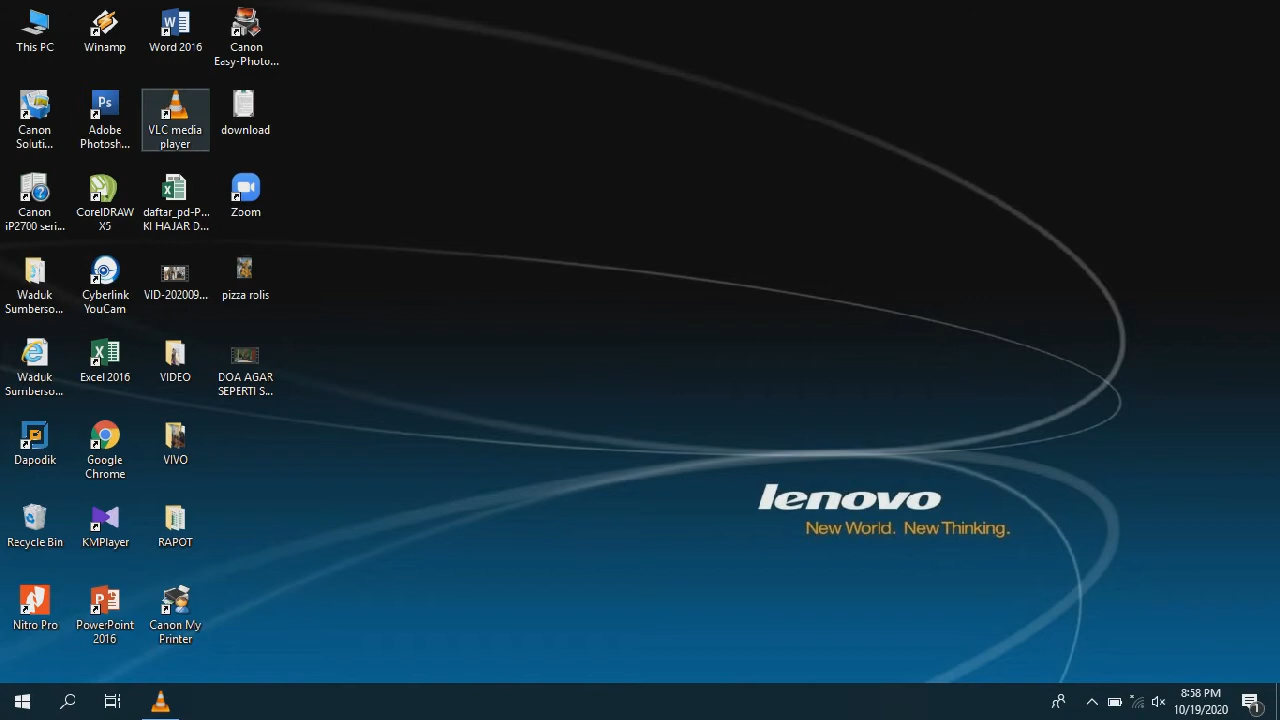 This PC
Winamp
Word 2016
Canon
Easy-Photo...
Canon
Soluti...
Adobe
Photosh...
VLC media
player
download
Canon
iP2700 seri...
CorelDRAW
X5
daftar_pd-P...
KI HAJAR D...
Zoom
Waduk
Sumberso...
Cyberlink
YouCam
VID-202009...
pizza rolis
Waduk
Sumberso...
Excel 2016
VIDEO
DOA AGAR
SEPERTI S...
Dapodik
Google
Chrome
VIVO
Recycle Bin
KMPlayer
RAPOT
Nitro Pro
PowerPoint
2016
Canon My
Printer
lenovo
New World. New Thinking.
8:58 PM
10/19/2020
1